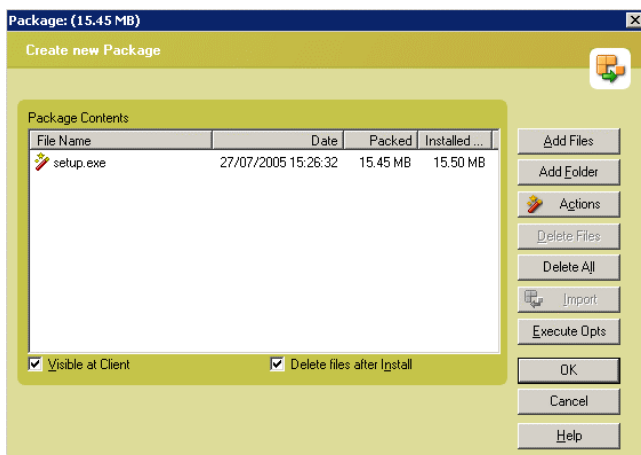 Package: (15.45 MB)
Create new Package
Package Contents
File Name Date Packed Installed ...
setup.exe 27/07/2005 15:26:32 15.45 MB 15.50 MB
Visible at Client Delete files after Install
Add Files
Add Folder
Actions
Delete Files
Delete All
Import
Execute Opts
OK
Cancel
Help